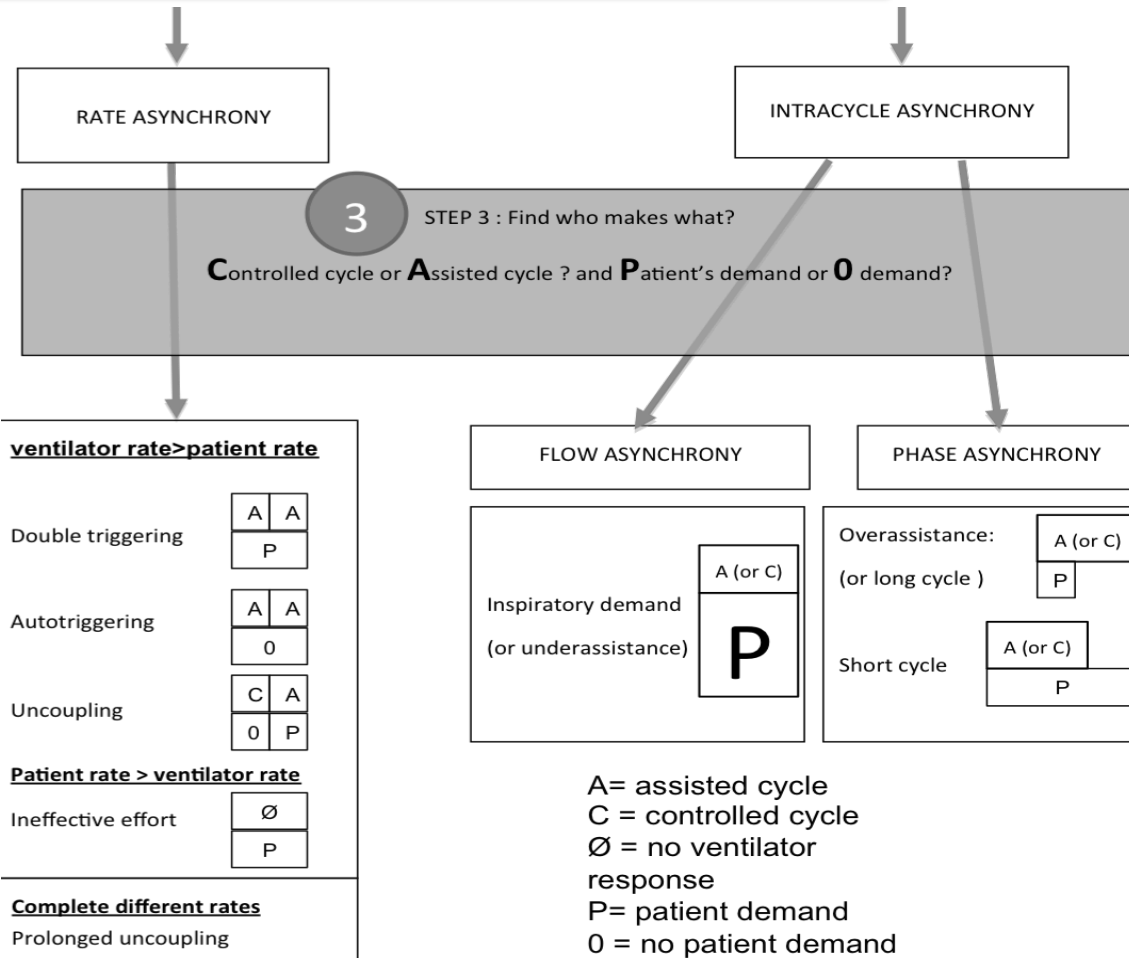 RATE ASYNCHRONY
INTRACYCLE ASYNCHRONY
3
STEP 3 : Find who makes what?
Controlled cycle or Assisted cycle ? and Patient's demand or 0 demand?
ventilator rate>patient rate
Double triggering
A A
P
Autotriggering
A A
0
Uncoupling
C A
0 P
Patient rate > ventilator rate
Ineffective effort
Ø
P
Complete different rates
Prolonged uncoupling
FLOW ASYNCHRONY
Inspiratory demand
(or underassistance)
A (or C)
P
PHASE ASYNCHRONY
Overassistance:
(or long cycle )
A (or C)
P
Short cycle
A (or C)
P
A= assisted cycle
C = controlled cycle
Ø = no ventilator
response
P= patient demand
0 = no patient demand